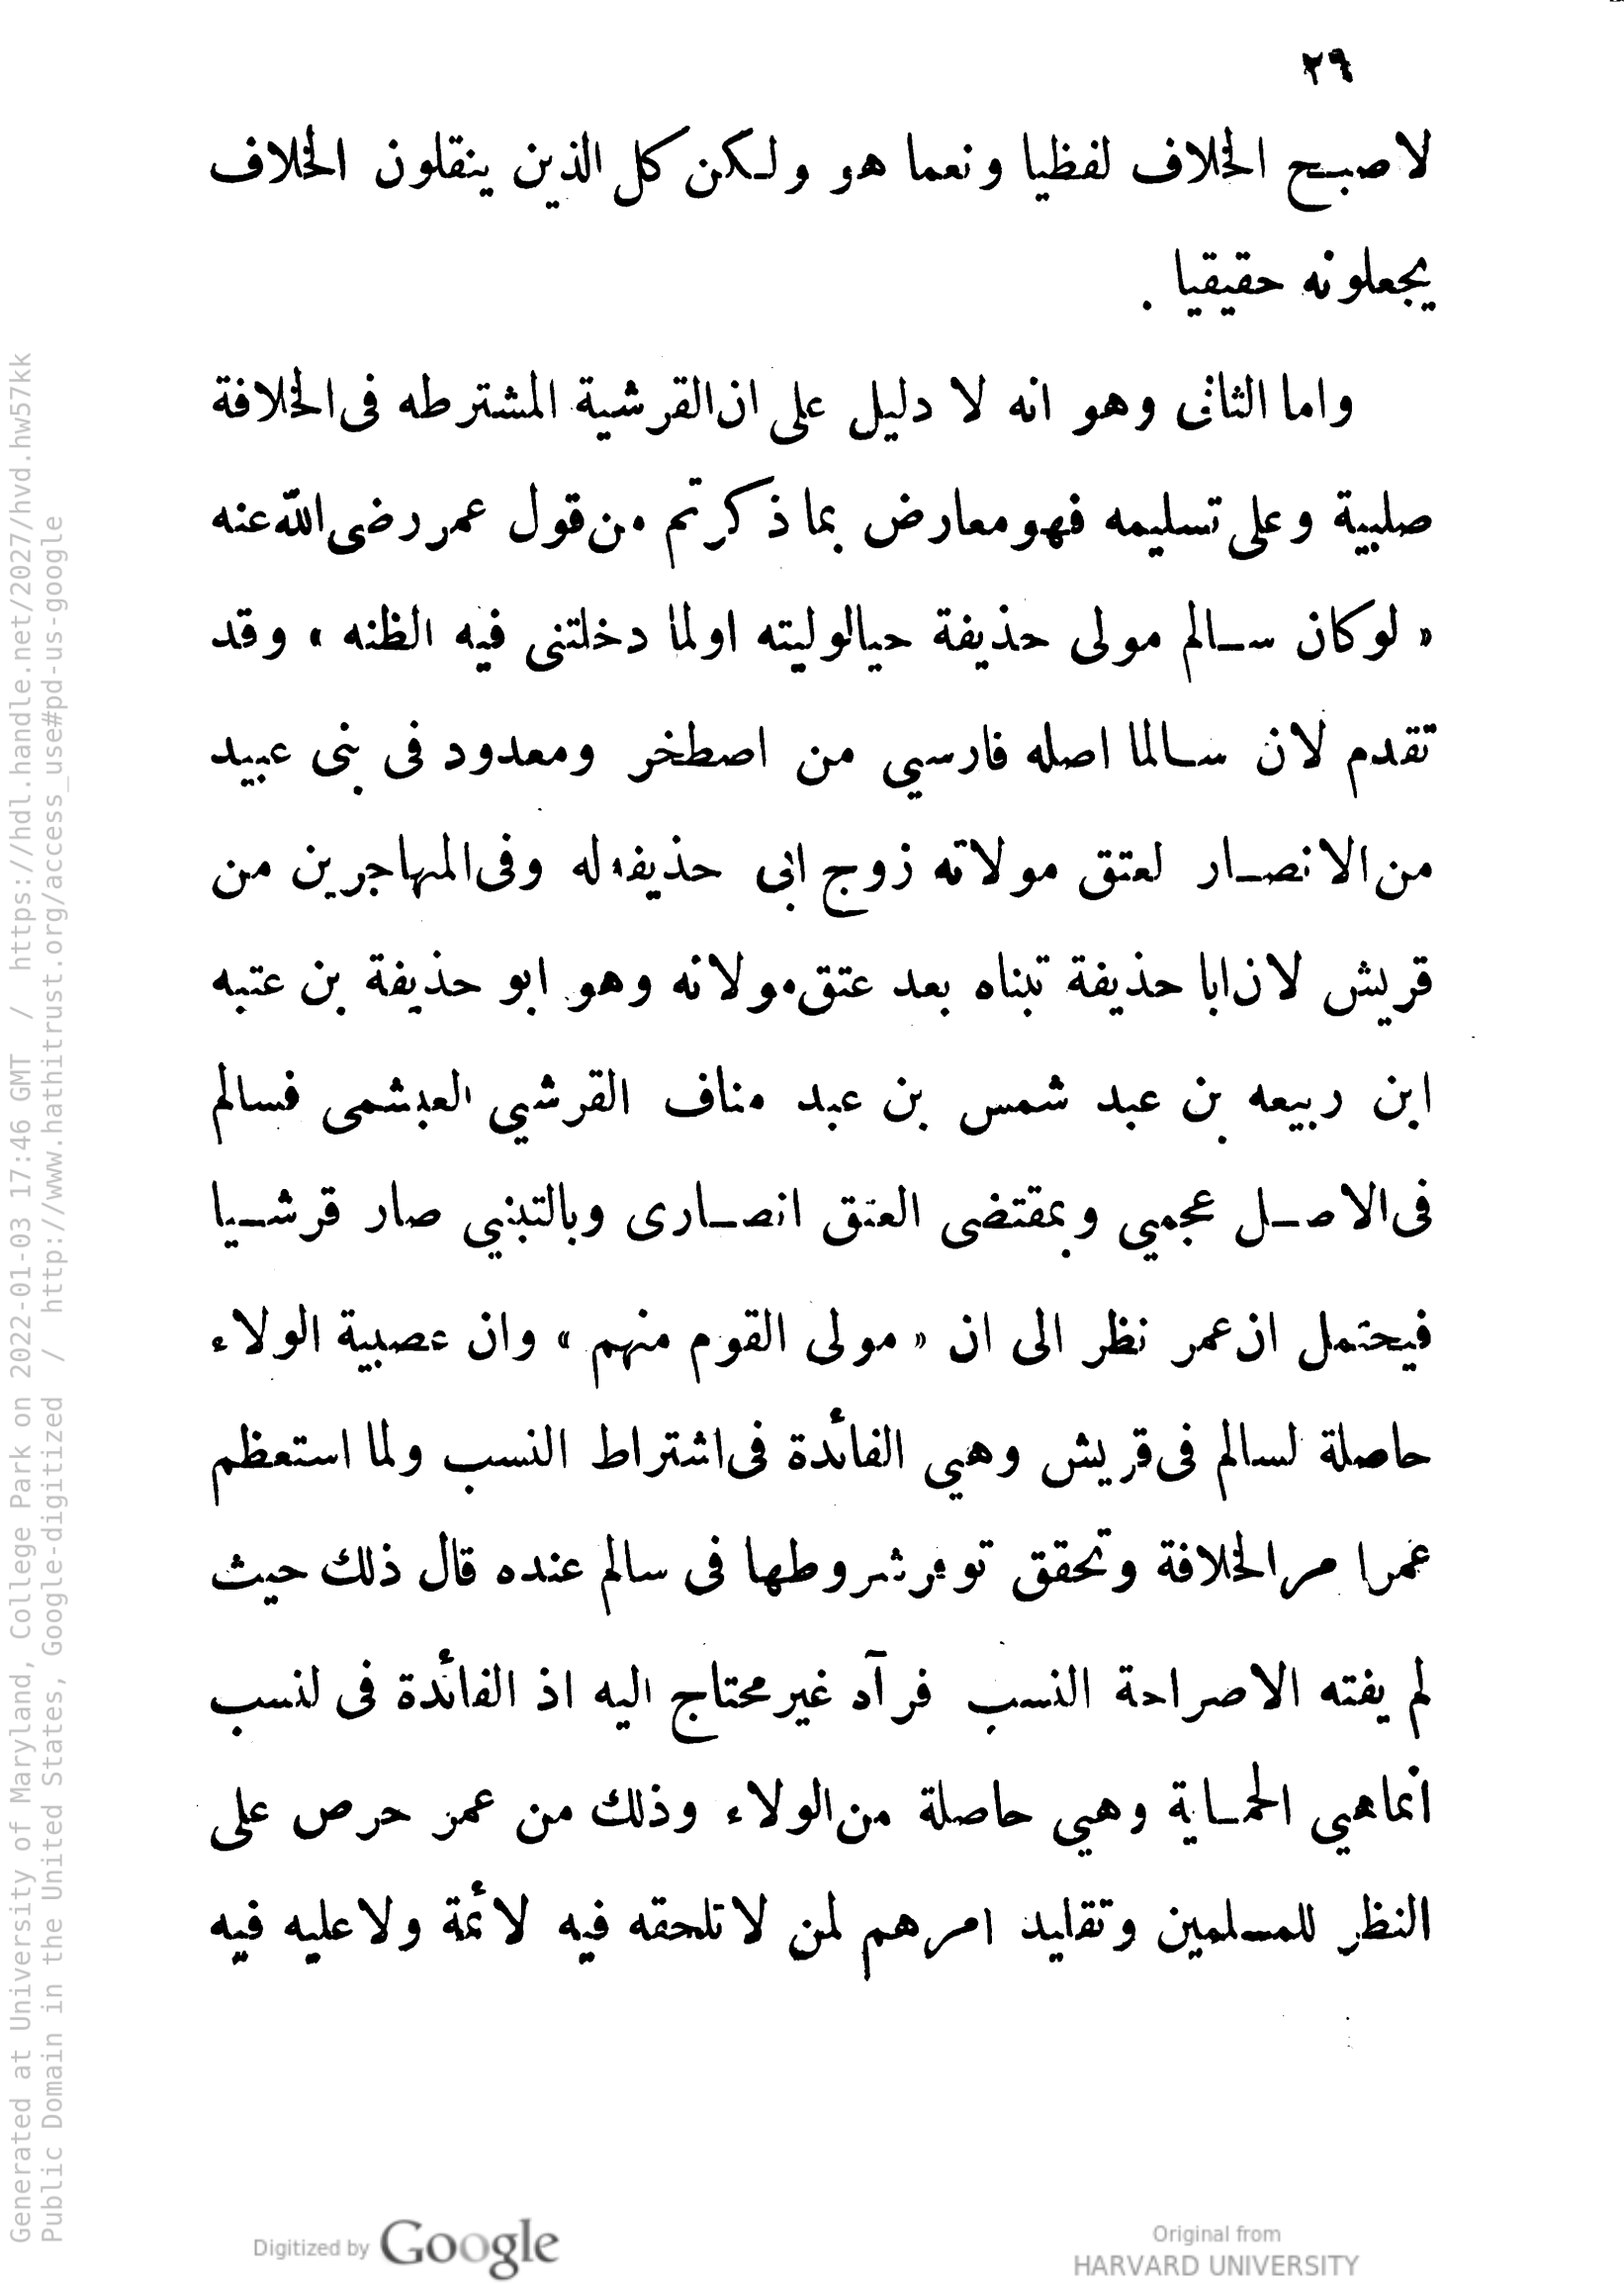 ٢٩
لاصبح الخلاف لفظيا ونعما هو ولكن كل الذين ينقلون الخلاف
يجعلونه حقيقيا .
واما الثانى وهو انه لا دليل على ان القرشية المشترطه فى الخلافة
صلبية وعلى تسليمه فهو معارض بما ذكرتم من قول عمر رضى الله عنه
« لوكان سالم مولى حذيفة حيا لوليته اولما دخلتنى فيه الظنه » وقد
تقدم لان سالما اصله فارسي من اصطخر ومعدود فى بنى عبيد
من الانصار لعتق مولاته زوج ابى حذيفه له وفى المهاجرين من
قريش لان ابا حذيفة تبناه بعد عتق مولاته وهو ابو حذيفة بن عتبه
ابن ربيعه بن عبد شمس بن عبد مناف القرشي العبشمى فسالم
فى الاصل عجمي وبمقتضى العتق انصارى وبالتبني صار قرشيا
فيحتمل ان عمر نظر الى ان « مولى القوم منهم » وان عصبية الولاء
حاصلة لسالم فى قريش وهي الفائدة فى اشتراط النسب ولما استعظم
عمر امر الخلافة وتحقق توفر شروطها فى سالم عنده قال ذلك حيث
لم يفته الاصراحة النسب فرآه غير محتاج اليه اذ الفائدة فى لنسب
انماهي الحماية وهي حاصلة من الولاء وذلك من عمر حرص على
النظر للمسلمين وتقليد امرهم لمن لا تلحقه فيه لائمة ولا عليه فيه
Generated at University of Maryland, College Park on 2022-01-03 17:46 GMT / https://hdl.handle.net/2027/hvd.hw57kk
Public Domain in the United States, Google-digitized / http://www.hathitrust.org/access_use#pd-us-google
Digitized by Google
Original from
HARVARD UNIVERSITY